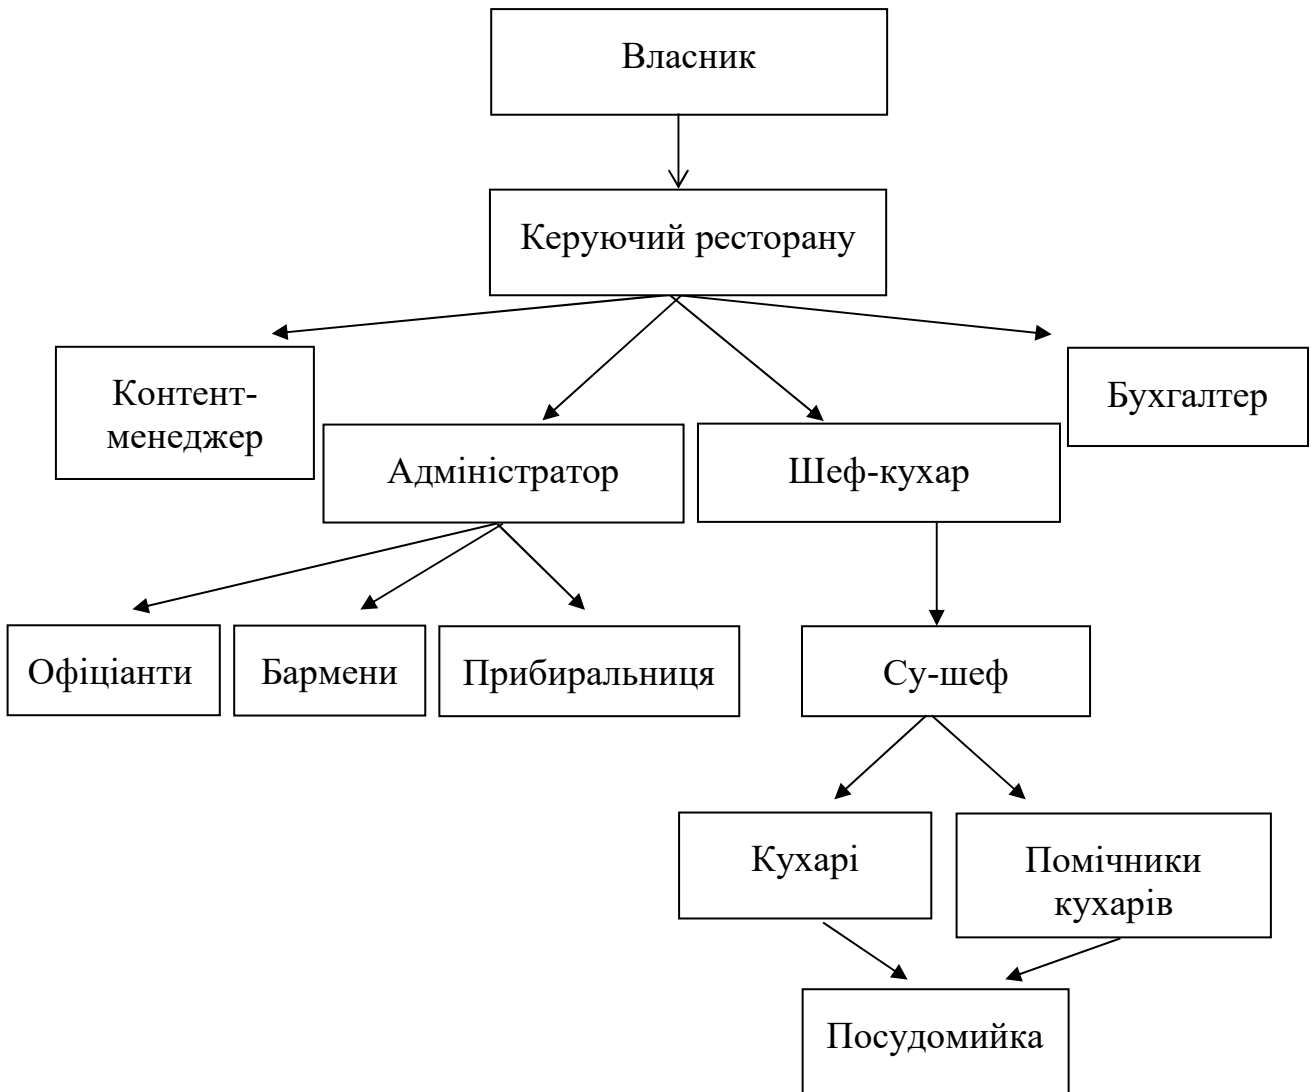 Власник
Керуючий ресторану
Контент-
менеджер
Бухгалтер
Адміністратор
Шеф-кухар
Офіціанти
Бармени
Прибиральниця
Су-шеф
Кухарі
Помічники
кухарів
Посудомийка